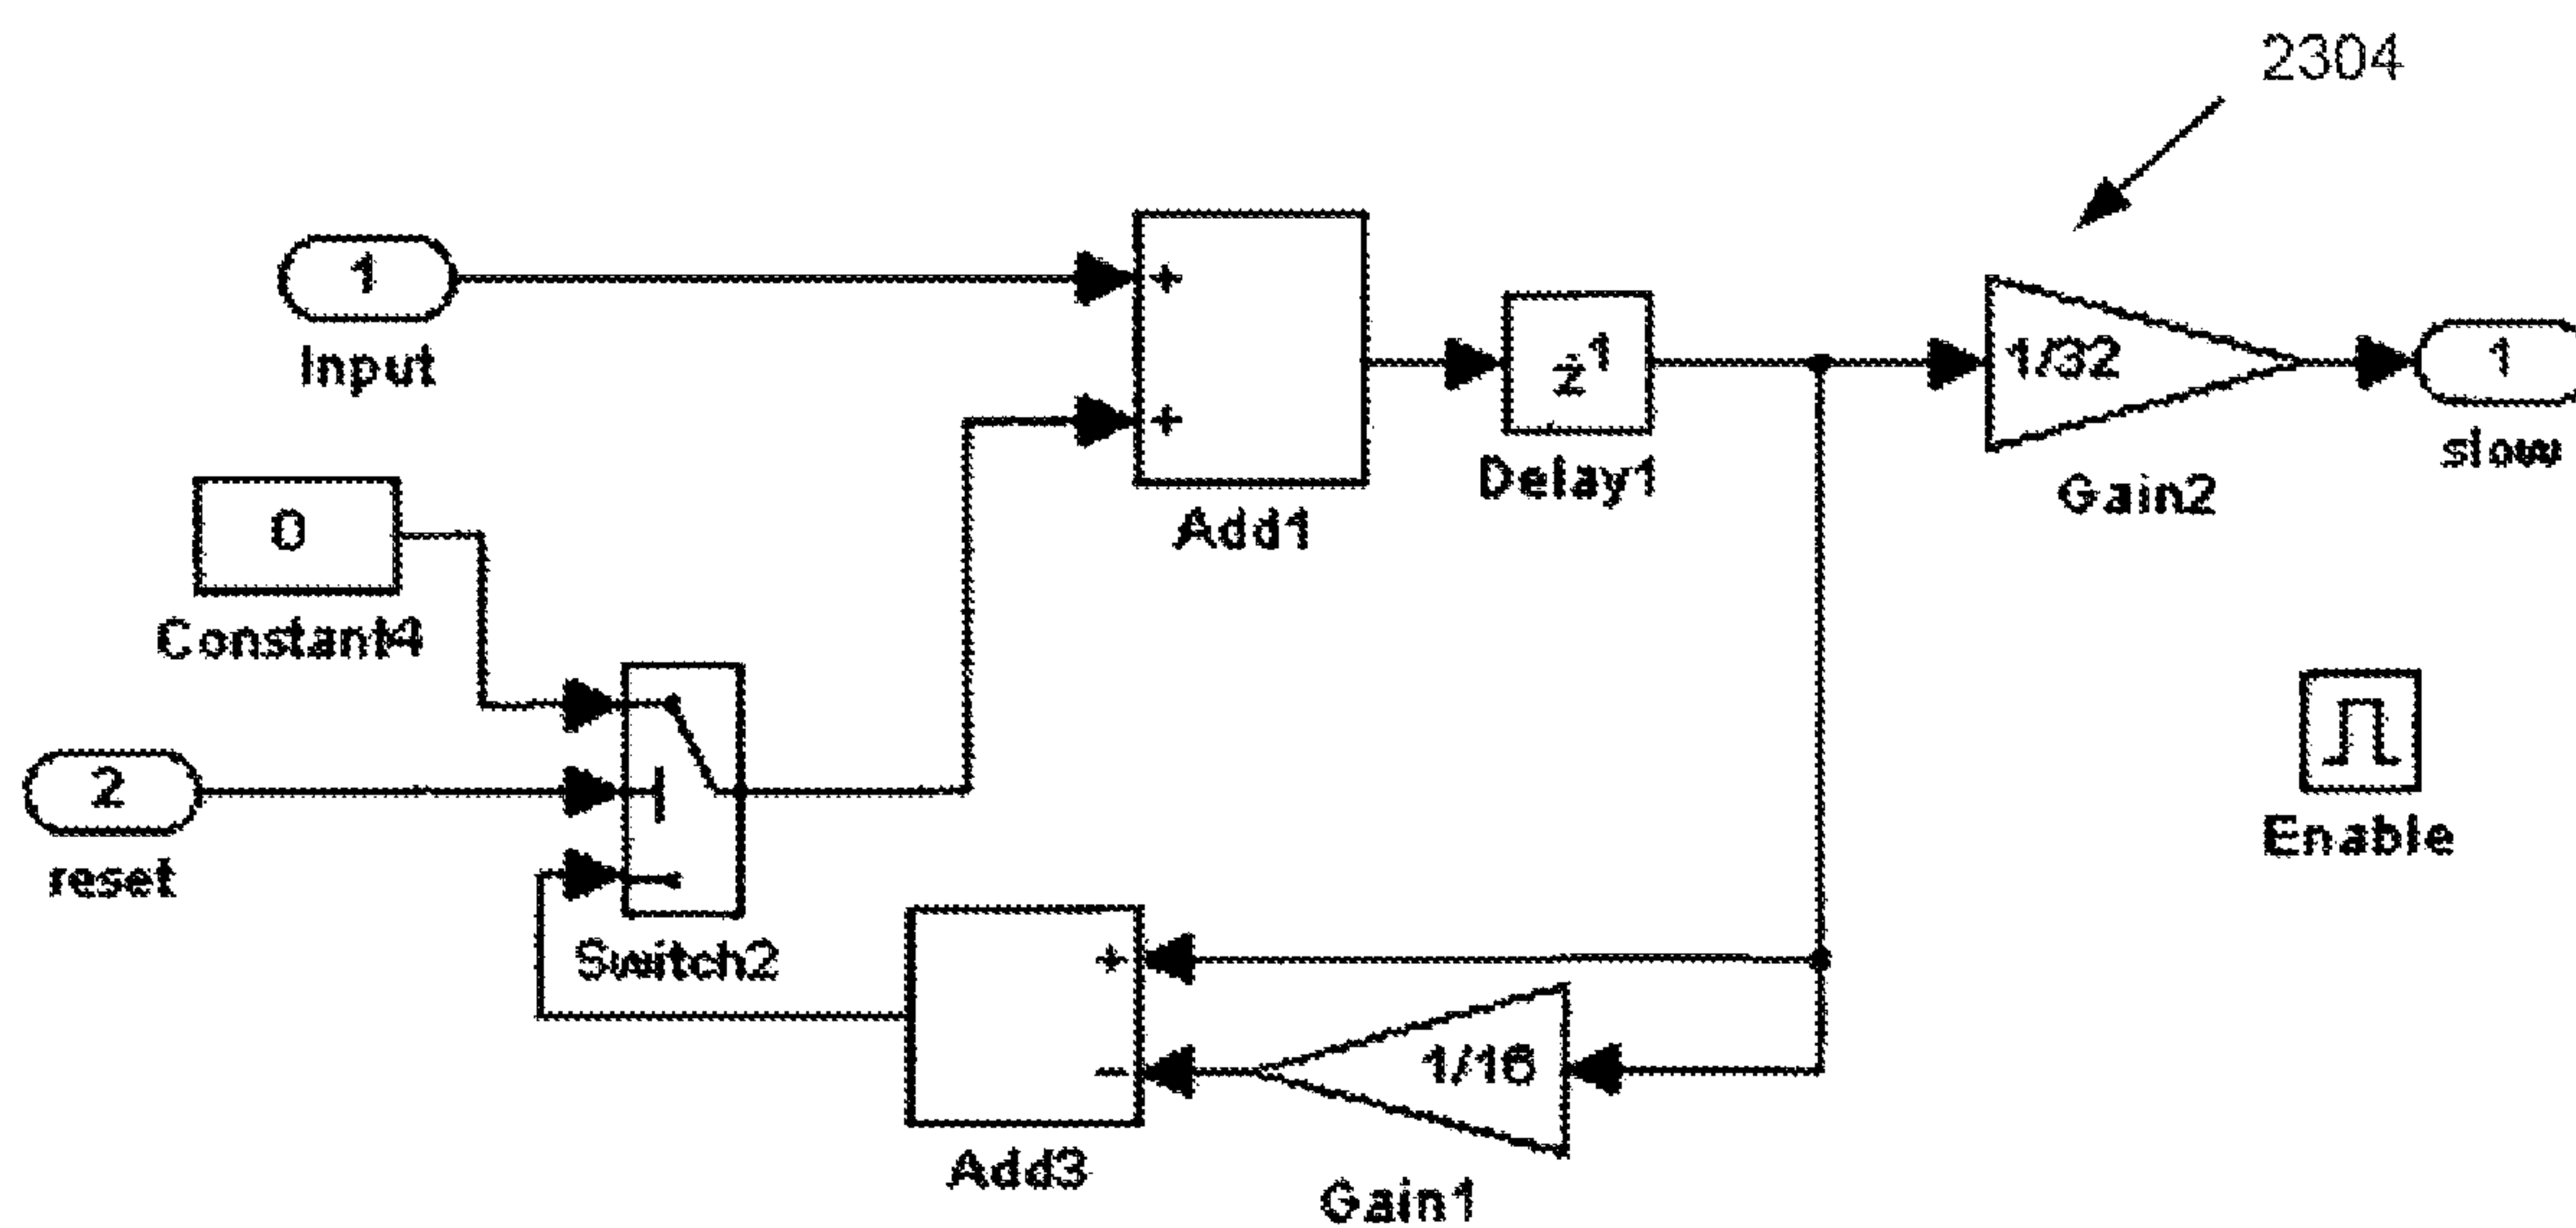 2304
1
Input
+
+
Add1
z-1
Delay1
1/32
Gain2
1
slow
0
Constant4
2
reset
Switch2
Enable
+
-
Add3
1/16
Gain1